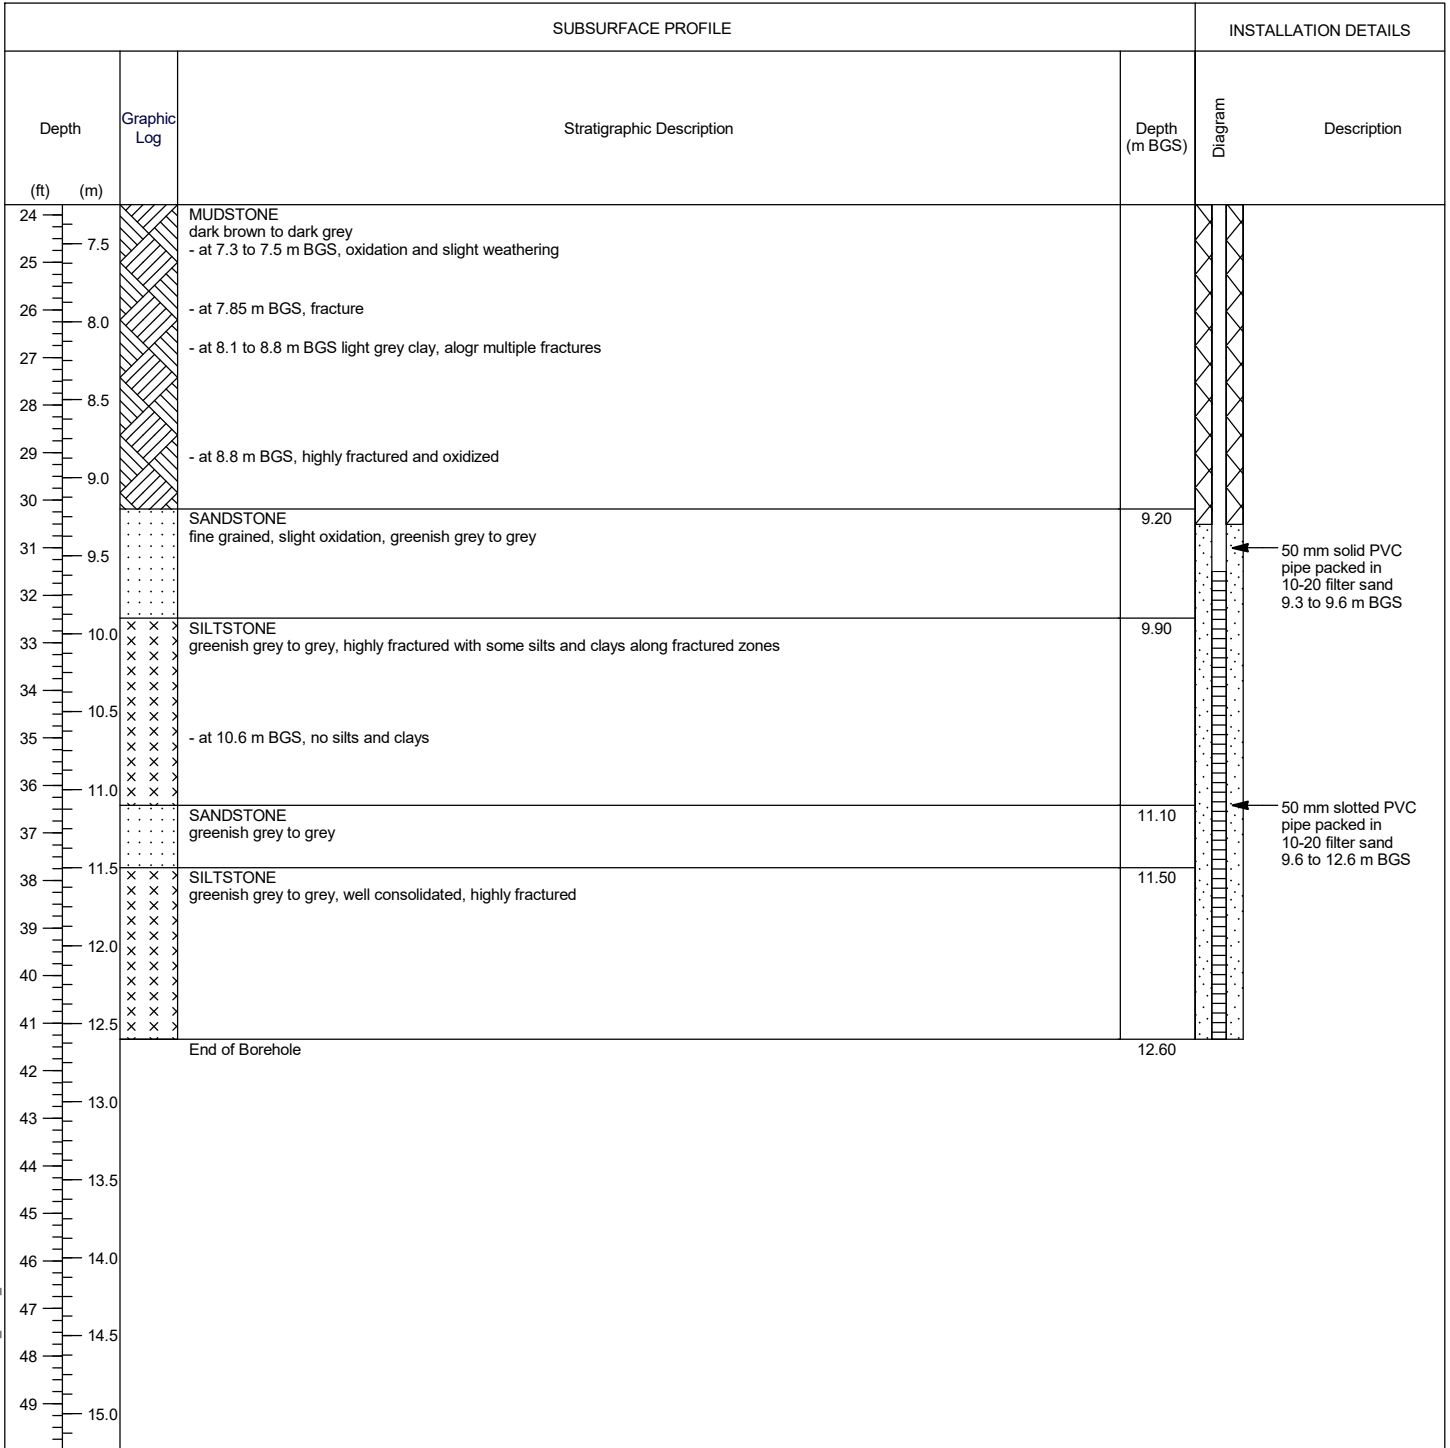 SUBSURFACE PROFILE
INSTALLATION DETAILS
Depth
Graphic
Log
Stratigraphic Description
Depth
(m BGS)
Diagram
Description
(ft)
(m)
MUDSTONE
dark brown to dark grey
- at 7.3 to 7.5 m BGS, oxidation and slight weathering
- at 7.85 m BGS, fracture
- at 8.1 to 8.8 m BGS light grey clay, alogr multiple fractures
- at 8.8 m BGS, highly fractured and oxidized
SANDSTONE
fine grained, slight oxidation, greenish grey to grey
9.20
50 mm solid PVC
pipe packed in
10-20 filter sand
9.3 to 9.6 m BGS
SILTSTONE
greenish grey to grey, highly fractured with some silts and clays along fractured zones
9.90
- at 10.6 m BGS, no silts and clays
SANDSTONE
greenish grey to grey
11.10
50 mm slotted PVC
pipe packed in
10-20 filter sand
9.6 to 12.6 m BGS
SILTSTONE
greenish grey to grey, well consolidated, highly fractured
11.50
End of Borehole
12.60
24
25
26
27
28
29
30
31
32
33
34
35
36
37
38
39
40
41
42
43
44
45
46
47
48
49
7.5
8.0
8.5
9.0
9.5
10.0
10.5
11.0
11.5
12.0
12.5
13.0
13.5
14.0
14.5
15.0